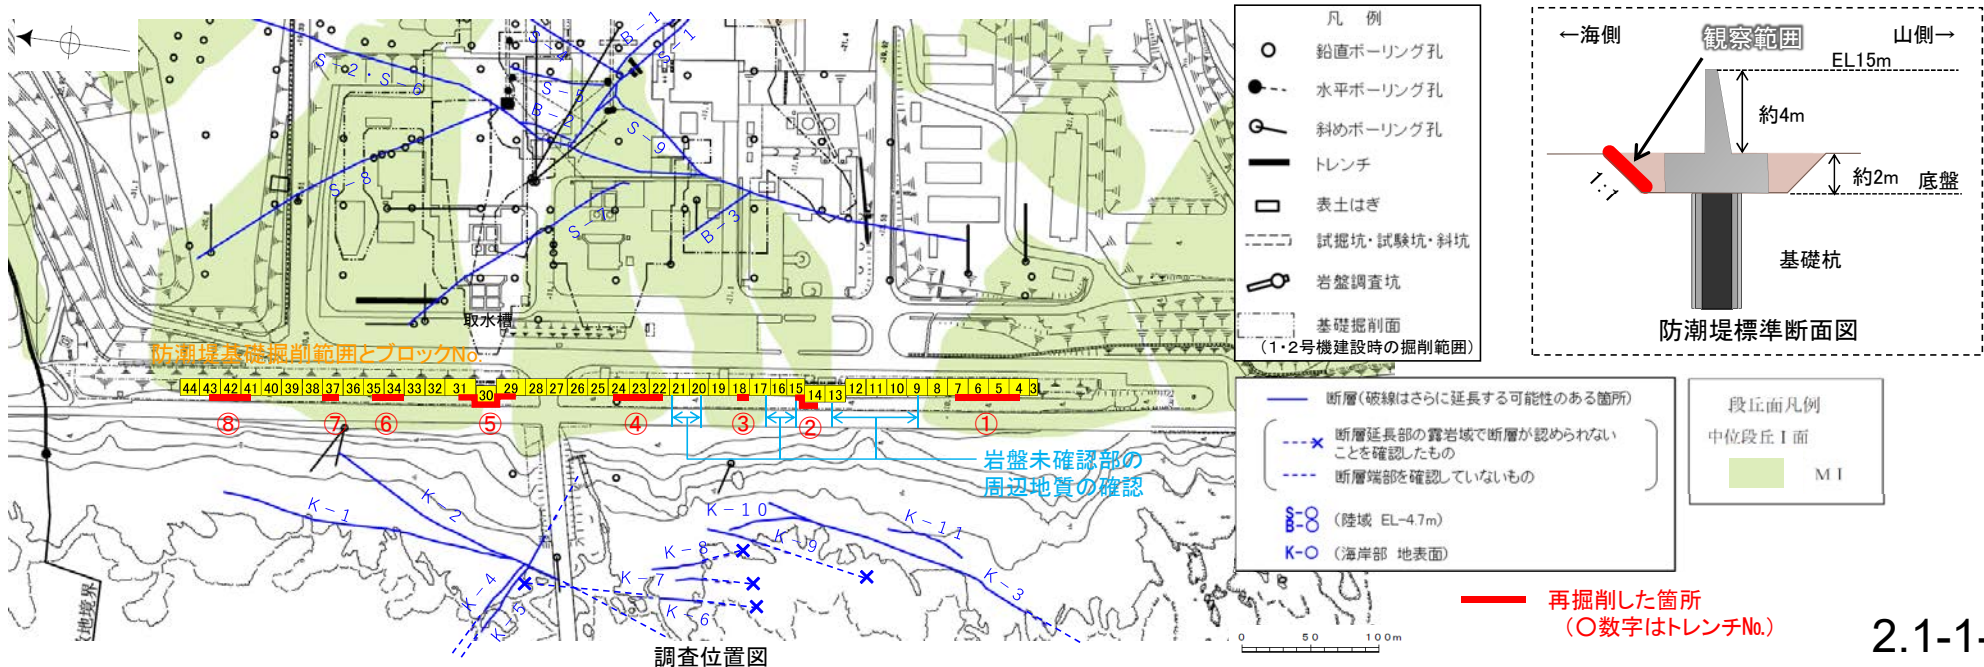 S-4
B-1
S-1
S-2・S-6
S-5
B-2
S-9
S-8
S-1
B-3
取水槽
防潮堤基礎掘削範囲とブロックNo.
44 43 42 41 40 39 38 37 36 35 34 33 32 31 30 29 28 27 26 25 24 23 22 21 20 19 18 17 16 15 14 13 12 11 10 9 8 7 6 5 4 3
⑧ ⑦ ⑥ ⑤ ④ ③ ② ①
岩盤未確認部の
周辺地質の確認
K-1
K-2
K-10
K-11
K-8
K-9
K-7
K-3
K-4
K-5
K-6
地境界
調査位置図
0 50 100m
凡 例
鉛直ボーリング孔
水平ボーリング孔
斜めボーリング孔
トレンチ
表土はぎ
試掘坑・試験坑・斜坑
岩盤調査坑
基礎掘削面
(1・2号機建設時の掘削範囲)
←海側
観察範囲
山側→
EL15m
約4m
約2m
底盤
1:1
基礎杭
防潮堤標準断面図
断層(破線はさらに延長する可能性のある箇所)
断層延長部の露岩域で断層が認められない
ことを確認したもの
断層端部を確認していないもの
S-○
B-○
(陸域 EL-4.7m)
K-○ (海岸部 地表面)
段丘面凡例
中位段丘Ⅰ面
MⅠ
再掘削した箇所
(○数字はトレンチNo.)
2.1-1-